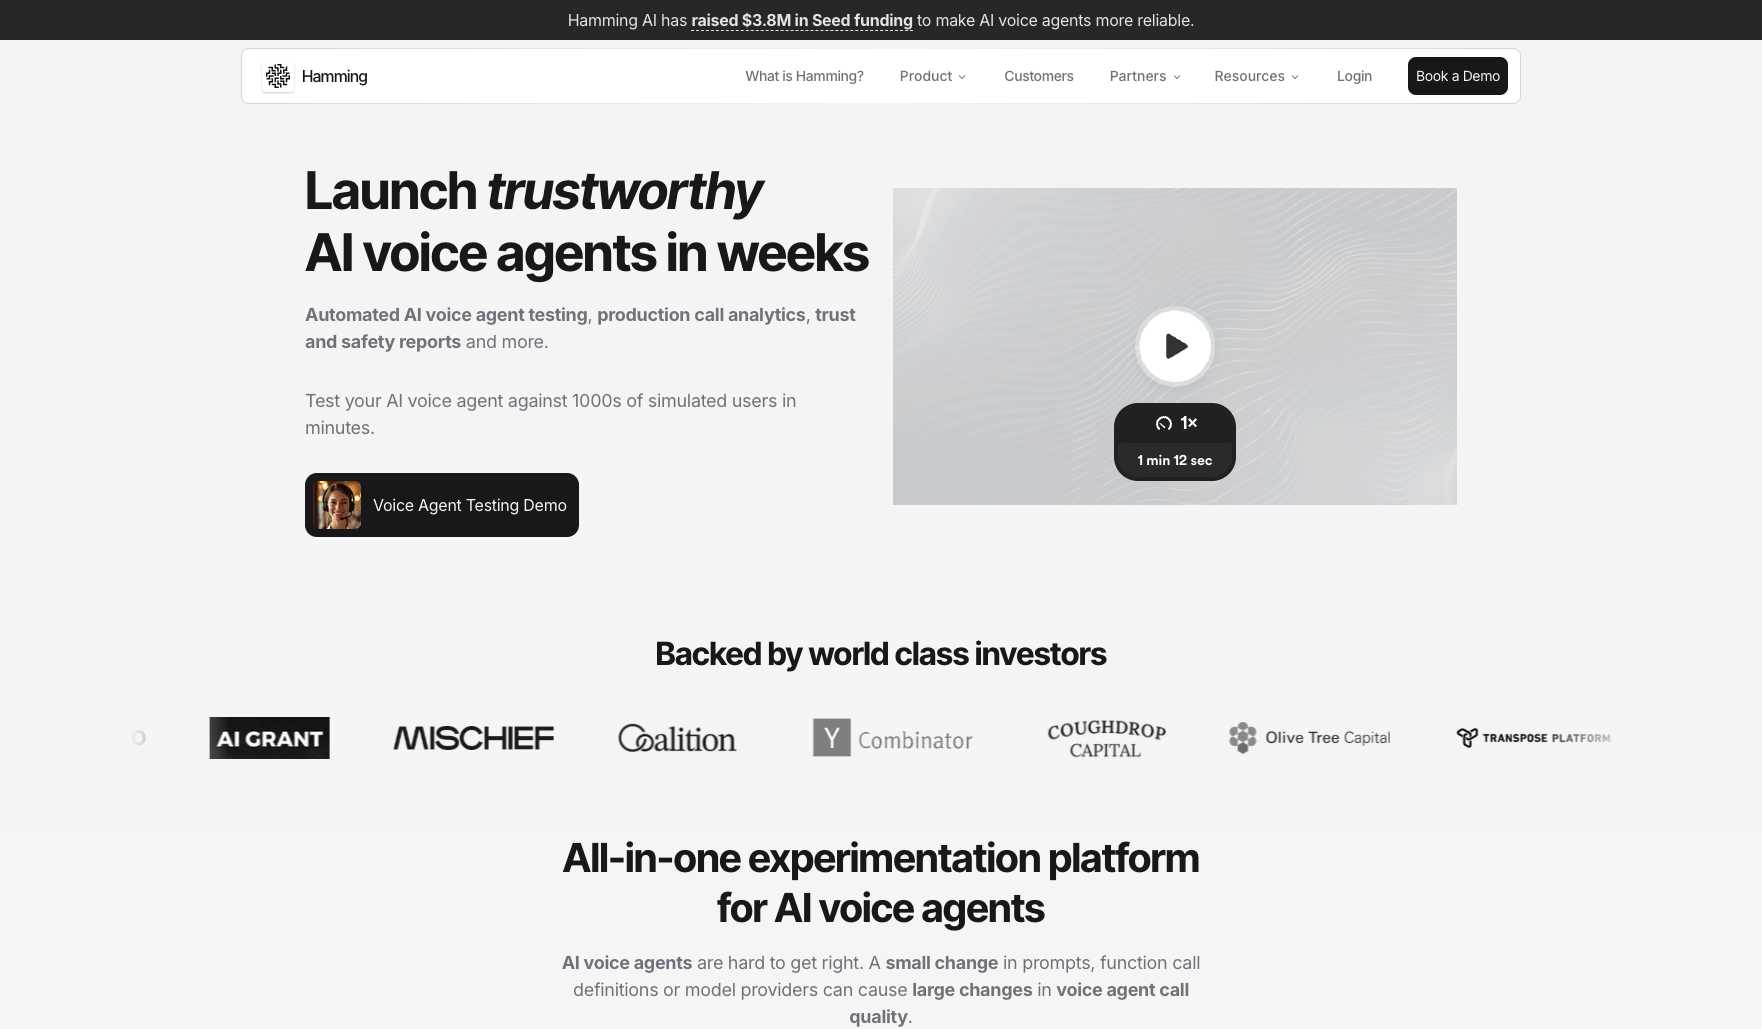 Hamming AI has raised $3.8M in Seed funding to make AI voice agents more reliable.
Hamming
What is Hamming?
Product
Customers
Partners
Resources
Login
Book a Demo
Launch trustworthy
AI voice agents in weeks
Automated AI voice agent testing, production call analytics, trust
and safety reports and more.
Test your AI voice agent against 1000s of simulated users in
minutes.
Voice Agent Testing Demo
1×
1 min 12 sec
Backed by world class investors
AI GRANT
MISCHIEF
Coalition
Y Combinator
COUGHDROP
CAPITAL
Olive Tree Capital
TRANSPOSE PLATFORM
All-in-one experimentation platform
for AI voice agents
AI voice agents are hard to get right. A small change in prompts, function call
definitions or model providers can cause large changes in voice agent call
quality.